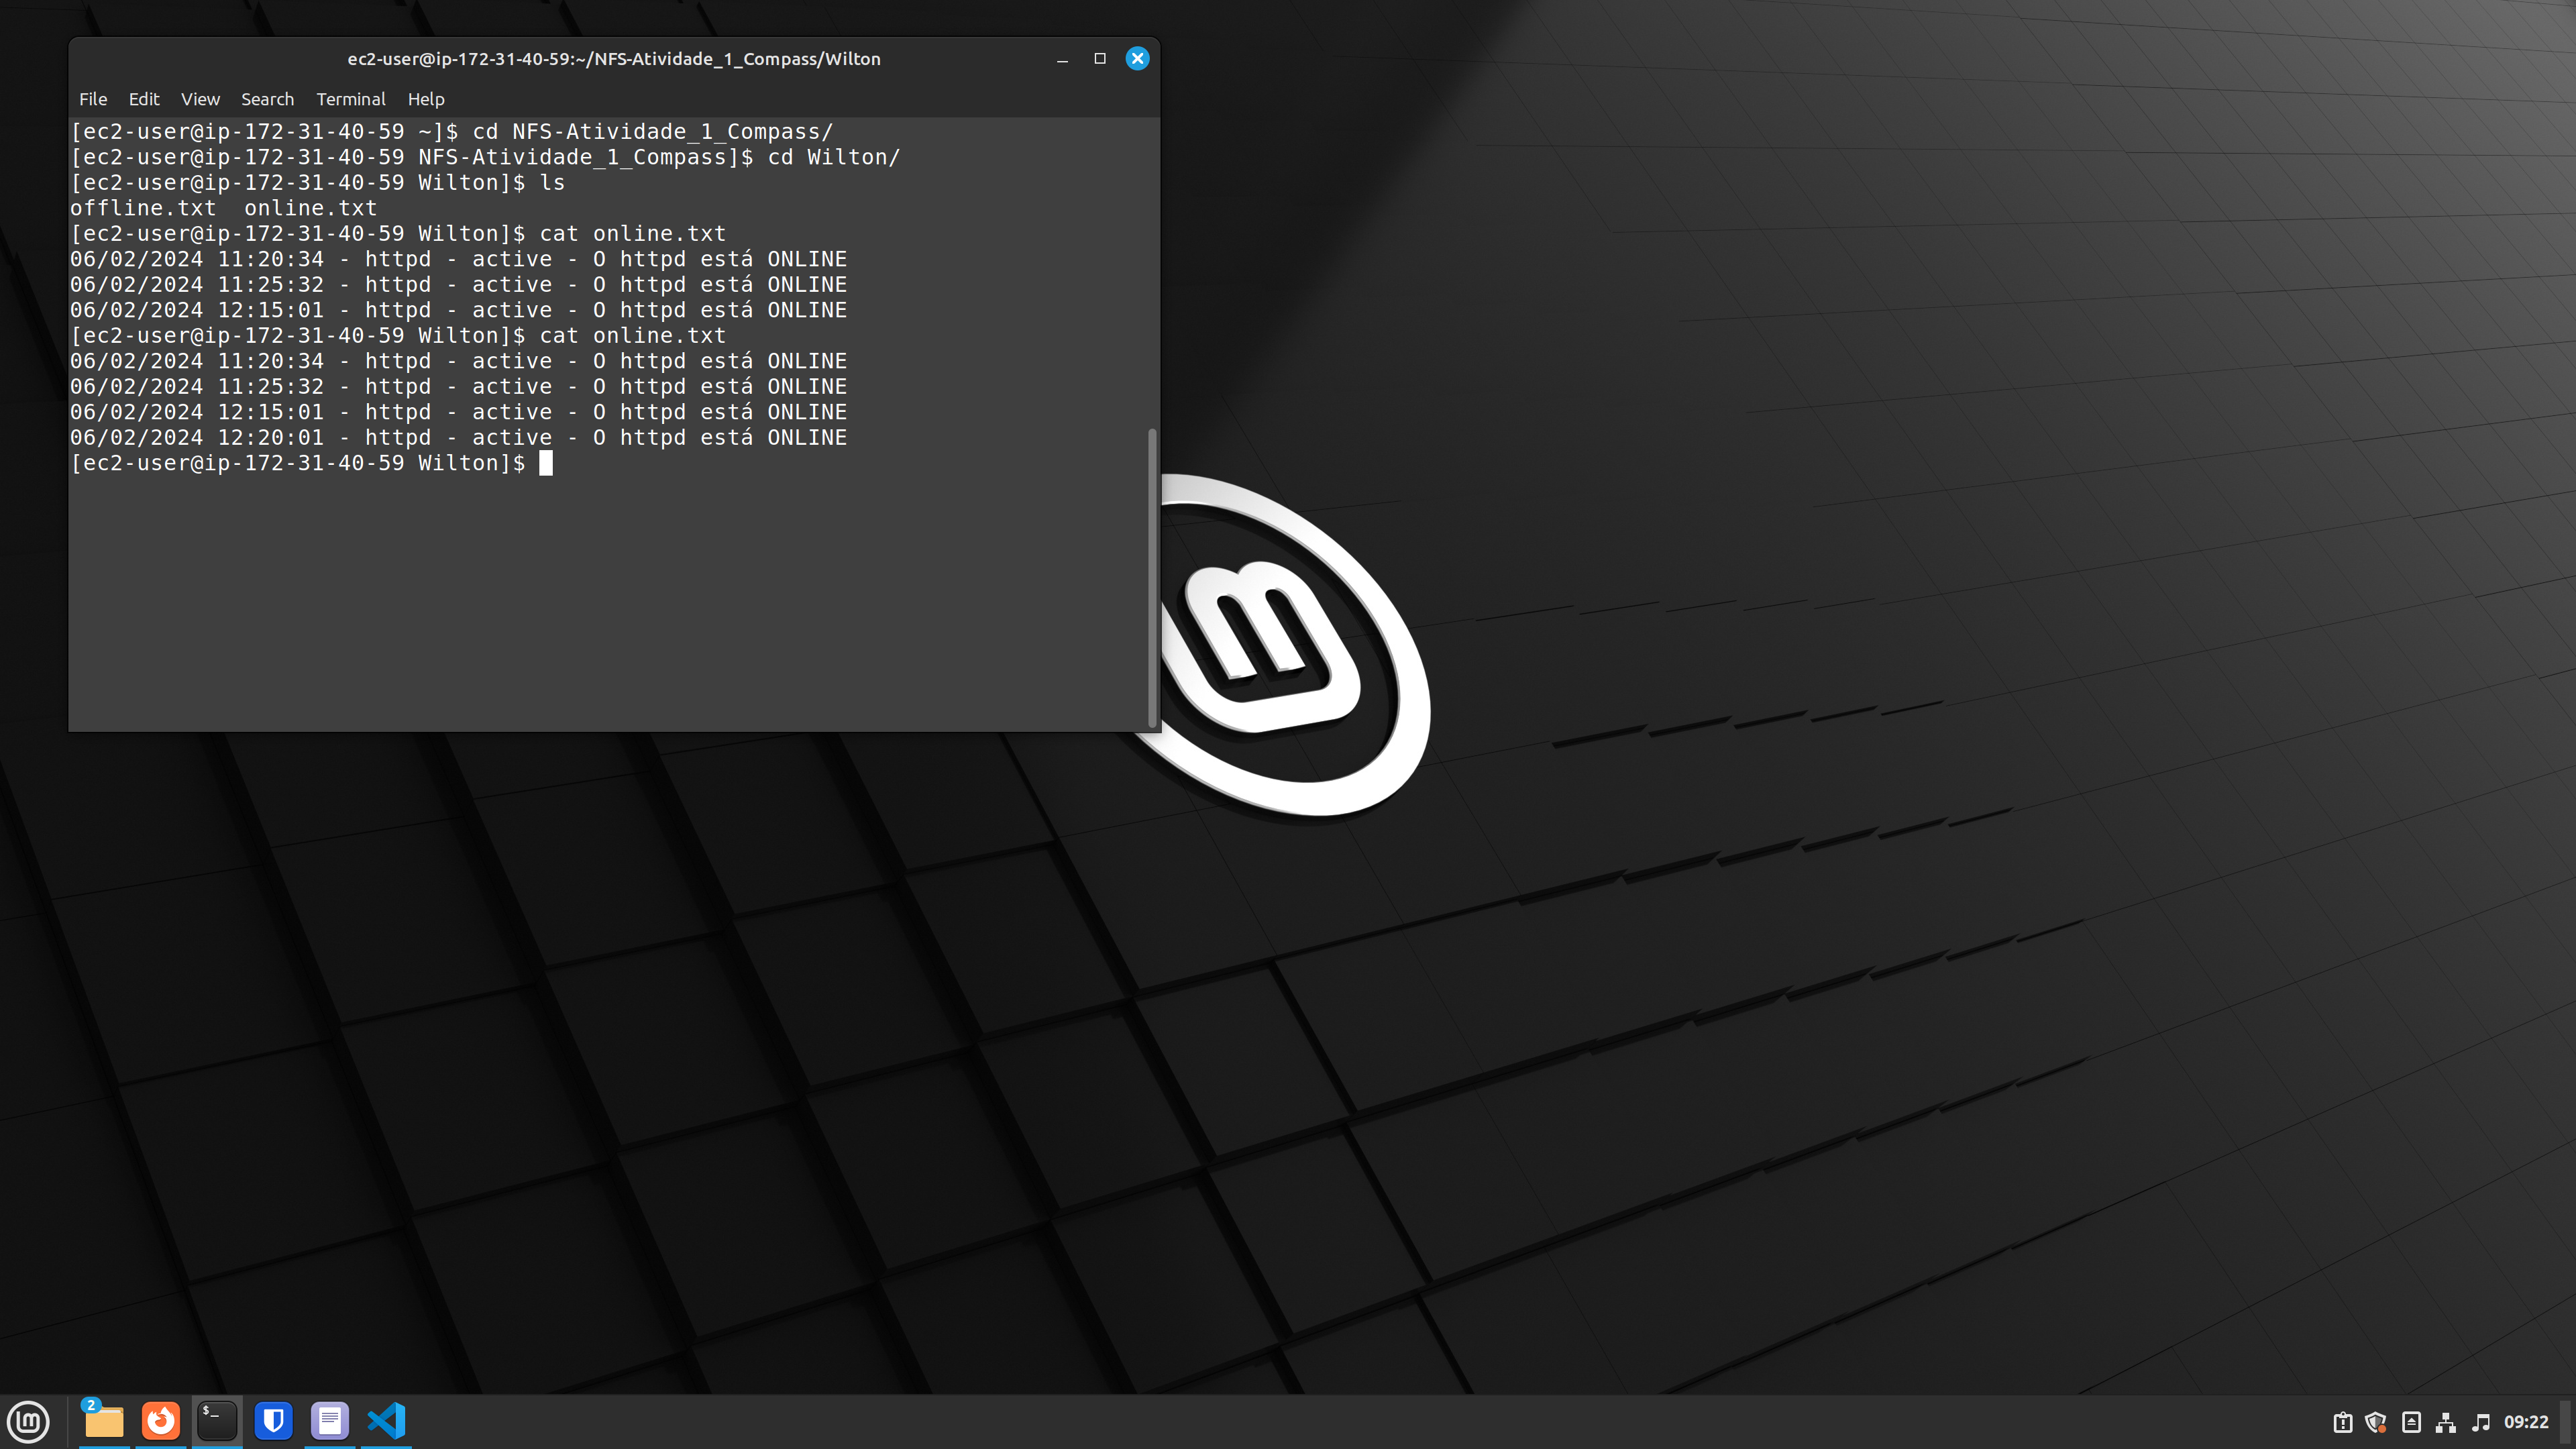 ec2-user@ip-172-31-40-59:~/NFS-Atividade_1_Compass/Wilton
File Edit View Search Terminal Help
[ec2-user@ip-172-31-40-59 ~]$ cd NFS-Atividade_1_Compass/
[ec2-user@ip-172-31-40-59 NFS-Atividade_1_Compass]$ cd Wilton/
[ec2-user@ip-172-31-40-59 Wilton]$ ls
offline.txt  online.txt
[ec2-user@ip-172-31-40-59 Wilton]$ cat online.txt
06/02/2024 11:20:34 - httpd - active - O httpd está ONLINE
06/02/2024 11:25:32 - httpd - active - O httpd está ONLINE
06/02/2024 12:15:01 - httpd - active - O httpd está ONLINE
[ec2-user@ip-172-31-40-59 Wilton]$ cat online.txt
06/02/2024 11:20:34 - httpd - active - O httpd está ONLINE
06/02/2024 11:25:32 - httpd - active - O httpd está ONLINE
06/02/2024 12:15:01 - httpd - active - O httpd está ONLINE
06/02/2024 12:20:01 - httpd - active - O httpd está ONLINE
[ec2-user@ip-172-31-40-59 Wilton]$
2
$_
09:22